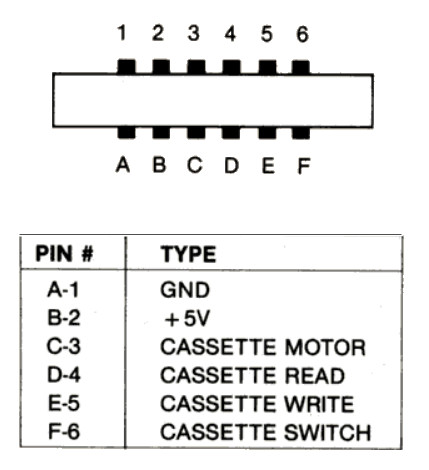 1 2 3 4 5 6
A B C D E F
PIN # TYPE
A-1 GND
B-2 +5V
C-3 CASSETTE MOTOR
D-4 CASSETTE READ
E-5 CASSETTE WRITE
F-6 CASSETTE SWITCH